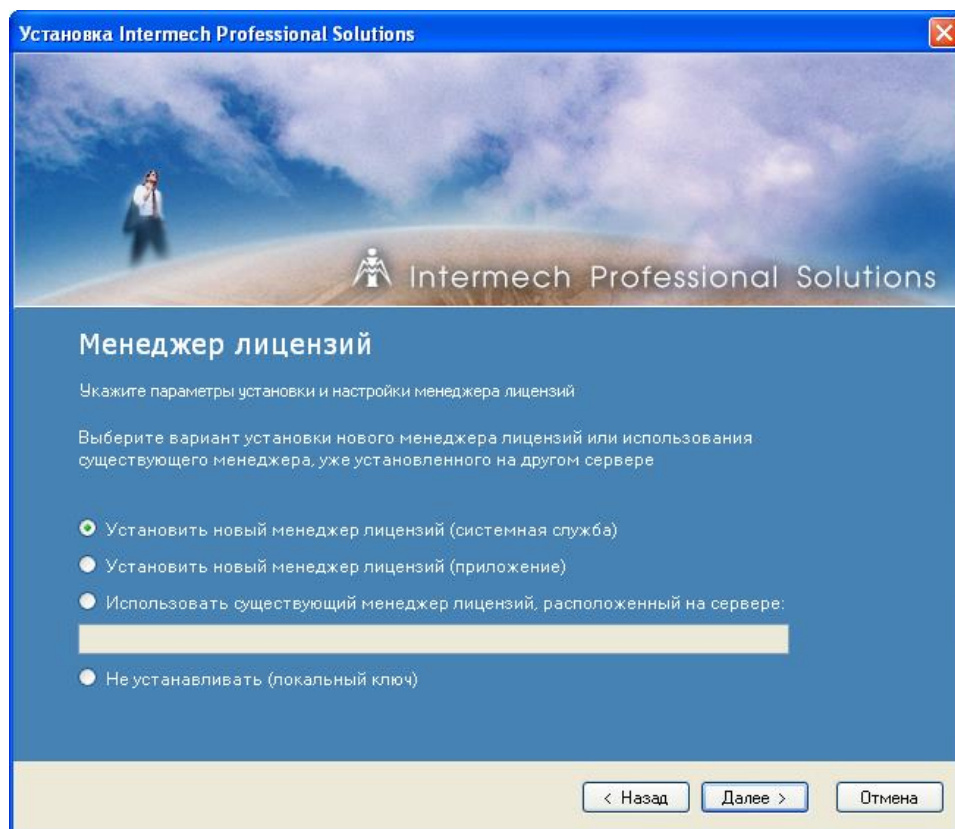 Установка Intermech Professional Solutions
Intermech Professional Solutions
Менеджер лицензий
Укажите параметры установки и настройки менеджера лицензий
Выберите вариант установки нового менеджера лицензий или использования
существующего менеджера, уже установленного на другом сервере
Установить новый менеджер лицензий (системная служба)
Установить новый менеджер лицензий (приложение)
Использовать существующий менеджер лицензий, расположенный на сервере:
Не устанавливать (локальный ключ)
< Назад Далее > Отмена